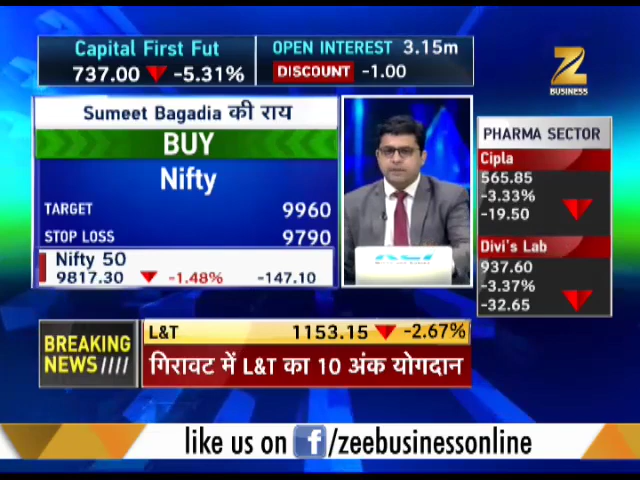 Capital First Fut
737.00 -5.31%
OPEN INTEREST 3.15m
DISCOUNT -1.00
Z
BUSINESS
Sumeet Bagadia की राय
BUY
Nifty
TARGET 9960
STOP LOSS 9790
Nifty 50
9817.30 -1.48% -147.10
PHARMA SECTOR
Cipla
565.85
-3.33%
-19.50
Divi's Lab
937.60
-3.37%
-32.65
BREAKING
NEWS
L&T 1153.15 -2.67%
गिरावट में L&T का 10 अंक योगदान
like us on f/zeebusinessonline